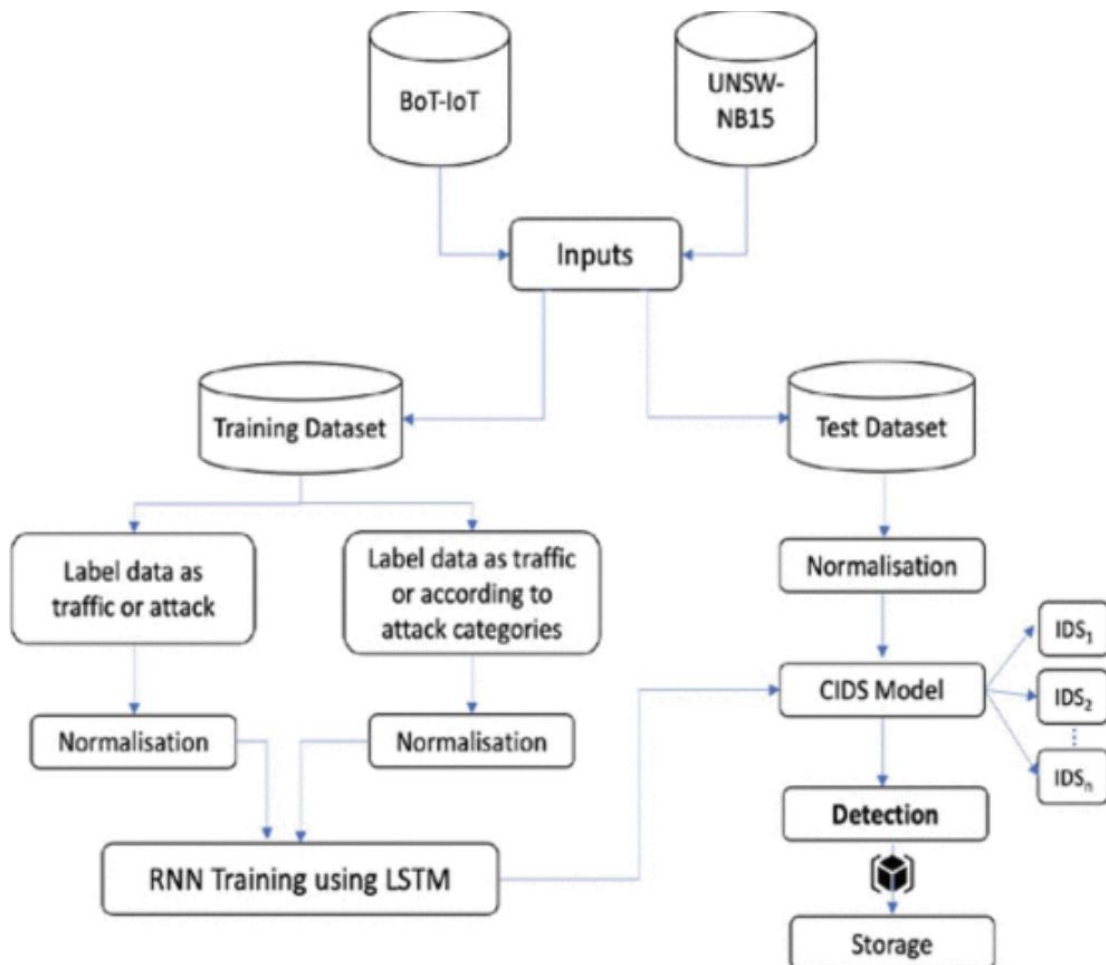 BoT-IoT
UNSW-
NB15
Inputs
Training Dataset
Test Dataset
Label data as
traffic or attack
Label data as traffic
or according to
attack categories
Normalisation
Normalisation
Normalisation
CIDS Model
IDS₁
IDS₂
IDSₙ
Detection
RNN Training using LSTM
Storage